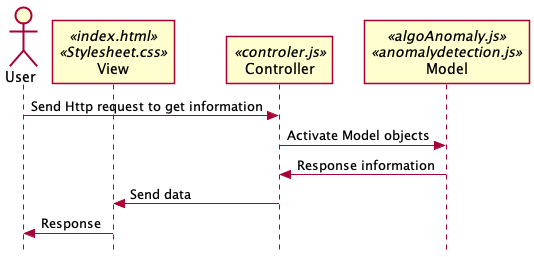 «index.html»
«Stylesheet.css»
View
«controler.js»
Controller
«algoAnomaly.js»
«anomalydetection.js»
Model
User
Send Http request to get information
Activate Model objects
Response information
Send data
Response